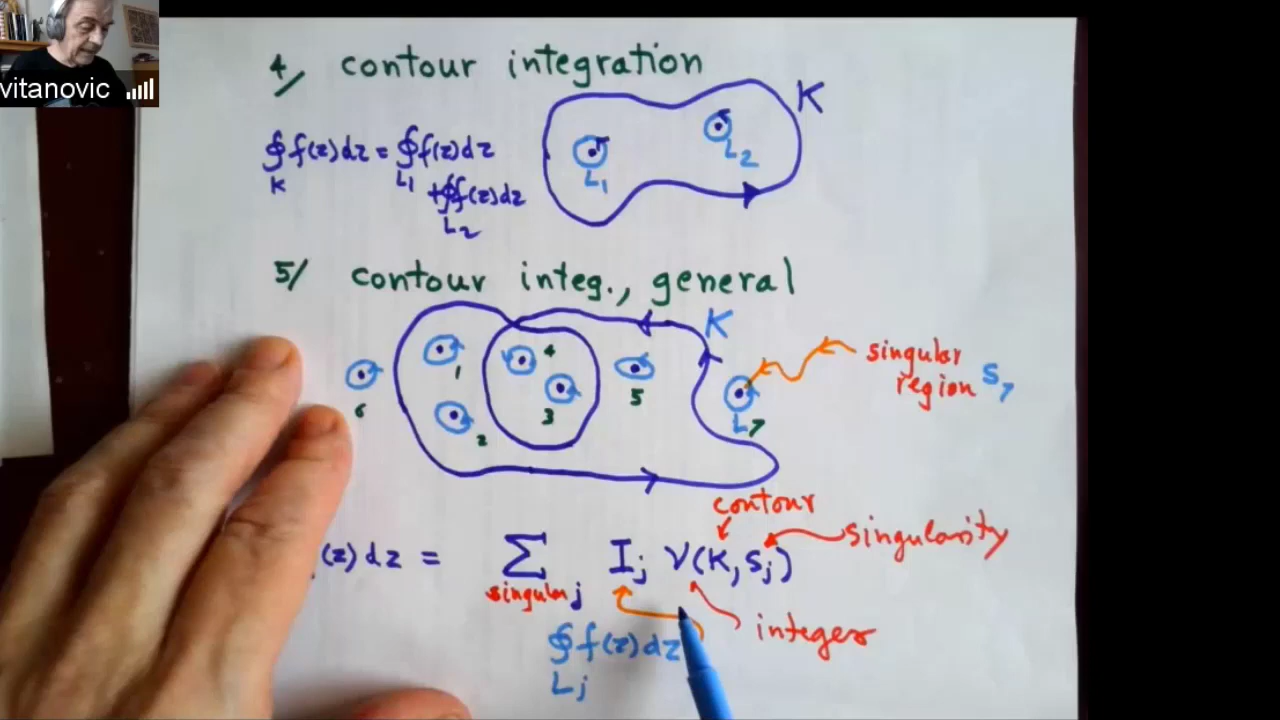 vitanovic
4/ contour integration
K
∮f(z)dz = ∮f(z)dz
K L₁
+∮f(z)dz
L₂
L₁
L₂
5/ contour integ., general
K
1
2
3
4
5
6
L₇
singular
region S₇
contour
singularity
(z)dz = ∑ Iⱼ ν(K,Sⱼ)
singular j
integer
∮f(z)dz
Lⱼ